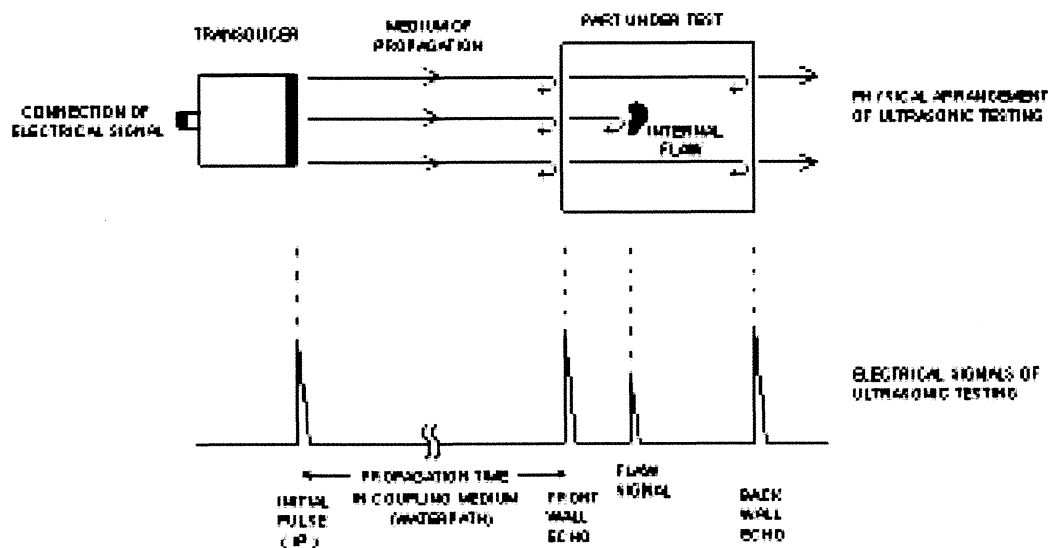 TRANSDUCER
MEDIUM OF
PROPAGATION
PART UNDER TEST
CONNECTION OF
ELECTRICAL SIGNAL
INTERNAL
FLAW
PHYSICAL ARRANGEMENT
OF ULTRASONIC TESTING
ELECTRICAL SIGNALS OF
ULTRASONIC TESTING
PROPAGATION TIME
IN COUPLING MEDIUM
(WATERPATH)
INITIAL
PULSE
(IP)
FRONT
WALL
ECHO
FLAW
SIGNAL
BACK
WALL
ECHO